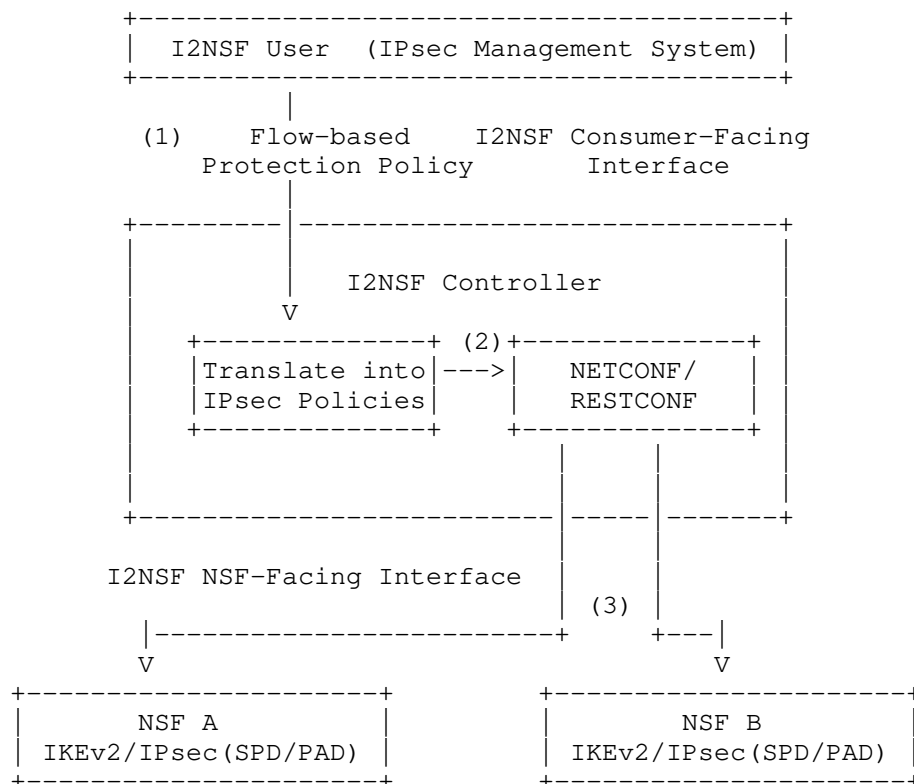 I2NSF User (IPsec Management System)
(1) Flow-based I2NSF Consumer-Facing
Protection Policy Interface
I2NSF Controller
V
(2)
Translate into NETCONF/
IPsec Policies RESTCONF
I2NSF NSF-Facing Interface
(3)
V V
NSF A NSF B
IKEv2/IPsec(SPD/PAD) IKEv2/IPsec(SPD/PAD)